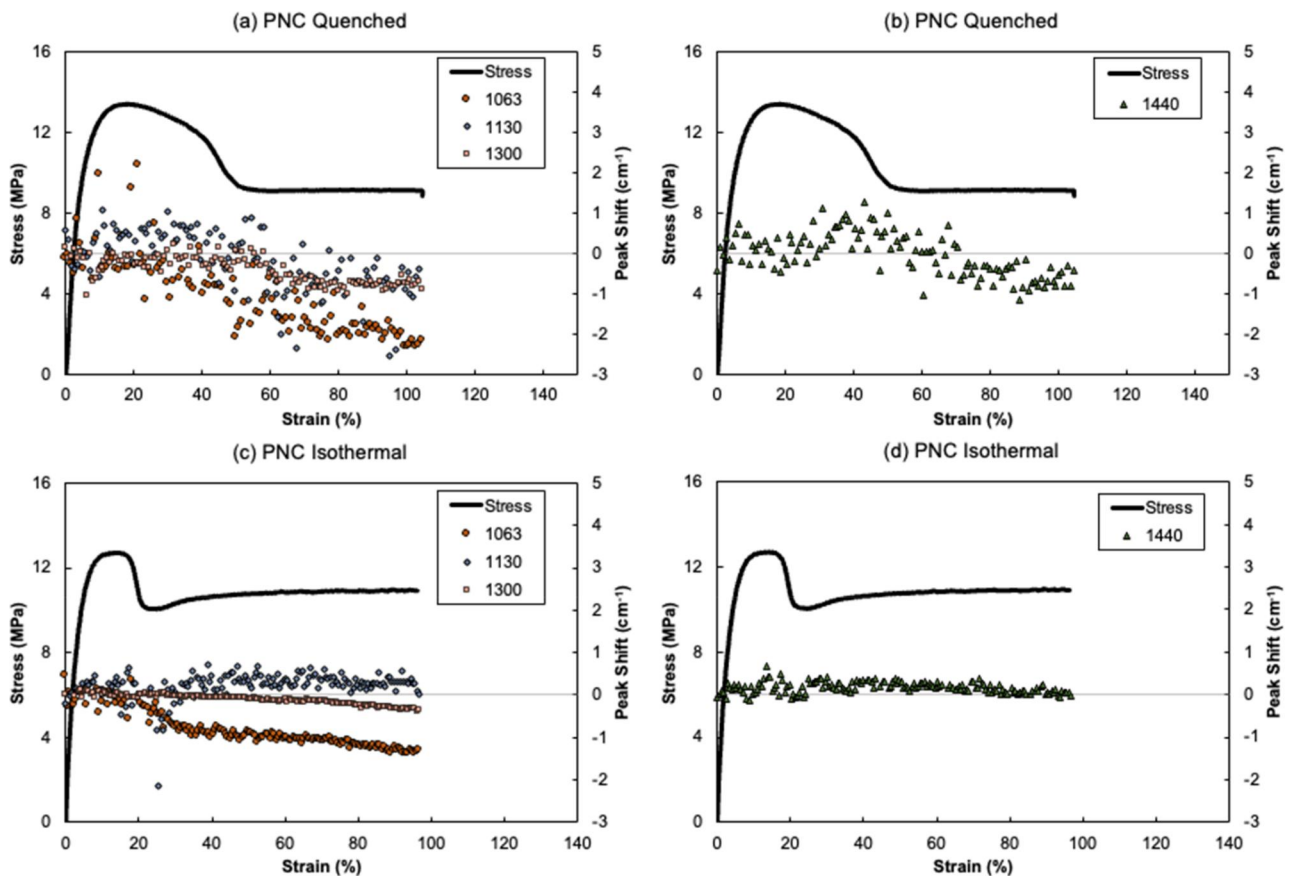 (a) PNC Quenched
(b) PNC Quenched
16
12
8
4
0
Stress (MPa)
5
4
3
2
1
0
-1
-2
-3
Peak Shift (cm⁻¹)
Stress
1063
1130
1300
0 20 40 60 80 100 120 140
Strain (%)
16
12
8
4
0
Stress (MPa)
5
4
3
2
1
0
-1
-2
-3
Peak Shift (cm⁻¹)
Stress
1440
0 20 40 60 80 100 120 140
Strain (%)
(c) PNC Isothermal
(d) PNC Isothermal
16
12
8
4
0
Stress (MPa)
5
4
3
2
1
0
-1
-2
-3
Peak Shift (cm⁻¹)
Stress
1063
1130
1300
0 20 40 60 80 100 120 140
Strain (%)
16
12
8
4
0
Stress (MPa)
5
4
3
2
1
0
-1
-2
-3
Peak Shift (cm⁻¹)
Stress
1440
0 20 40 60 80 100 120 140
Strain (%)